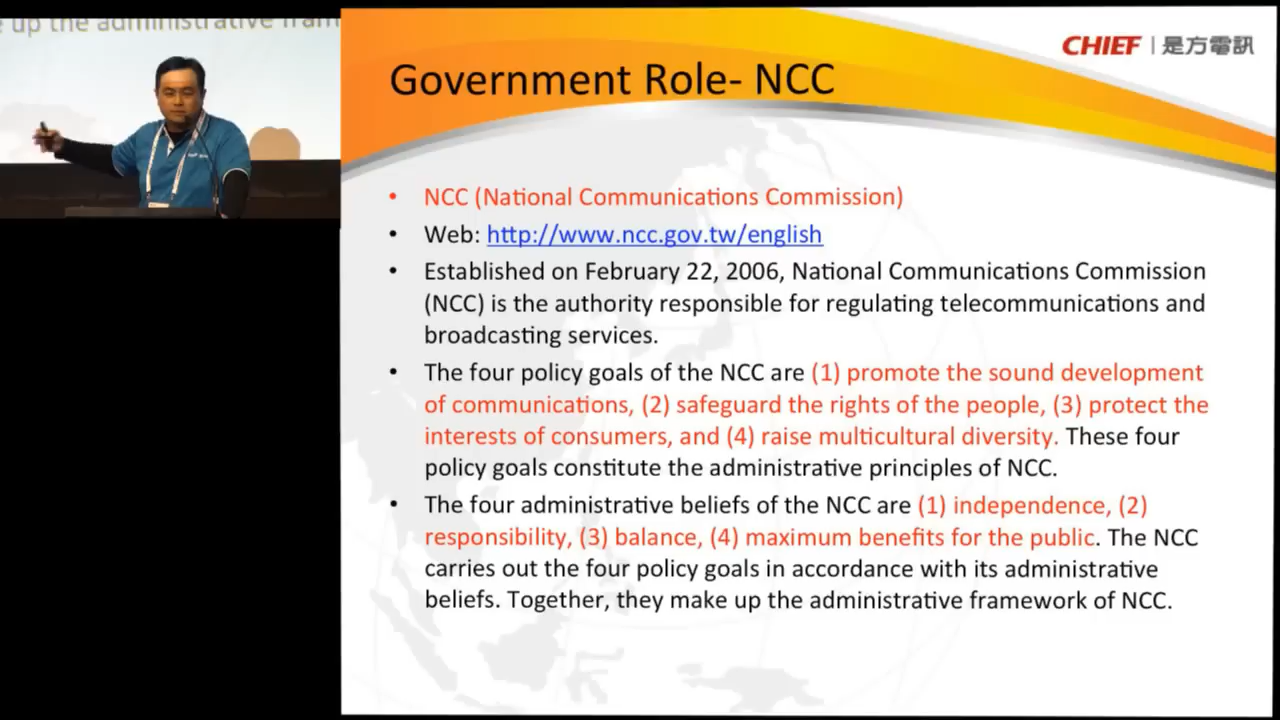 up the administrative fram
CHIEF | 是方電訊
Government Role- NCC
• NCC (National Communications Commission)
• Web: http://www.ncc.gov.tw/english
• Established on February 22, 2006, National Communications Commission
(NCC) is the authority responsible for regulating telecommunications and
broadcasting services.
• The four policy goals of the NCC are (1) promote the sound development
of communications, (2) safeguard the rights of the people, (3) protect the
interests of consumers, and (4) raise multicultural diversity. These four
policy goals constitute the administrative principles of NCC.
• The four administrative beliefs of the NCC are (1) independence, (2)
responsibility, (3) balance, (4) maximum benefits for the public. The NCC
carries out the four policy goals in accordance with its administrative
beliefs. Together, they make up the administrative framework of NCC.